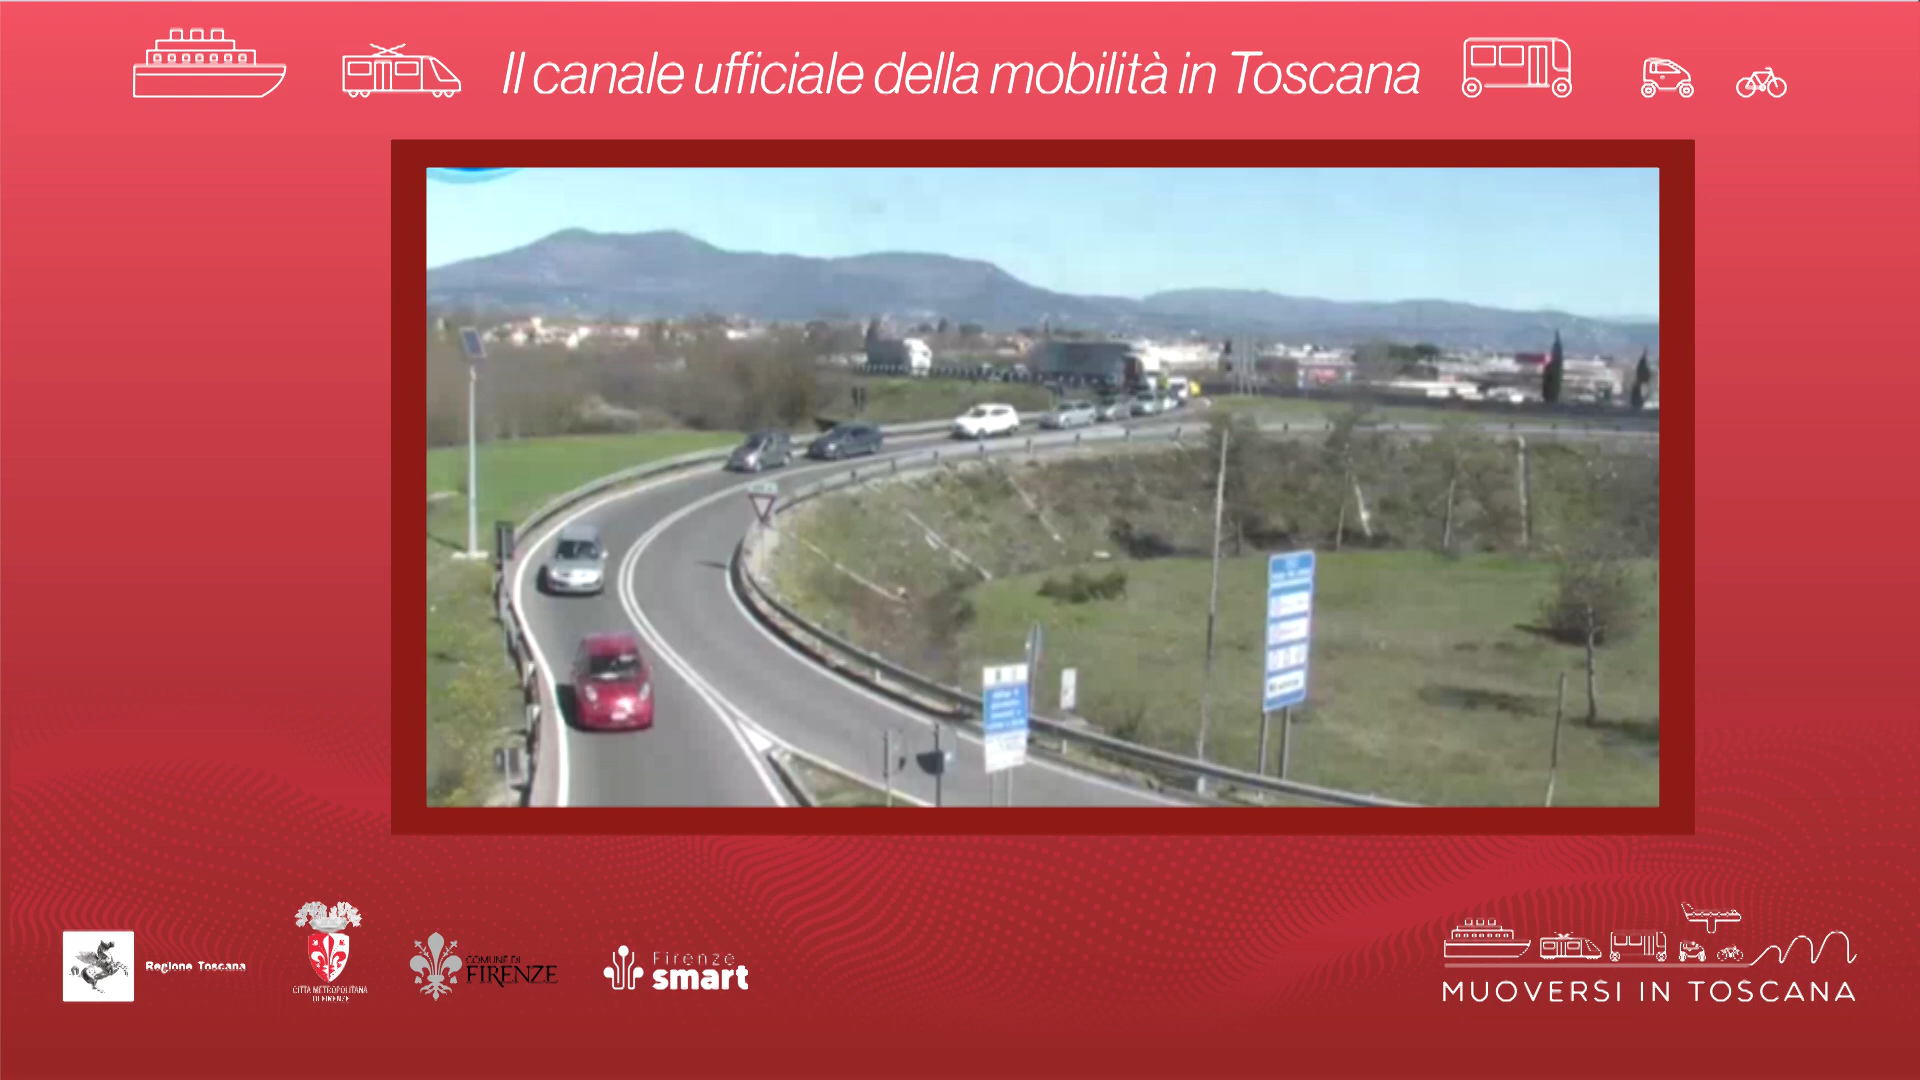 Il canale ufficiale della mobilità in Toscana
Regione Toscana
CITTÀ METROPOLITANA
DI FIRENZE
COMUNE DI
FIRENZE
Firenze
smart
MUOVERSI IN TOSCANA